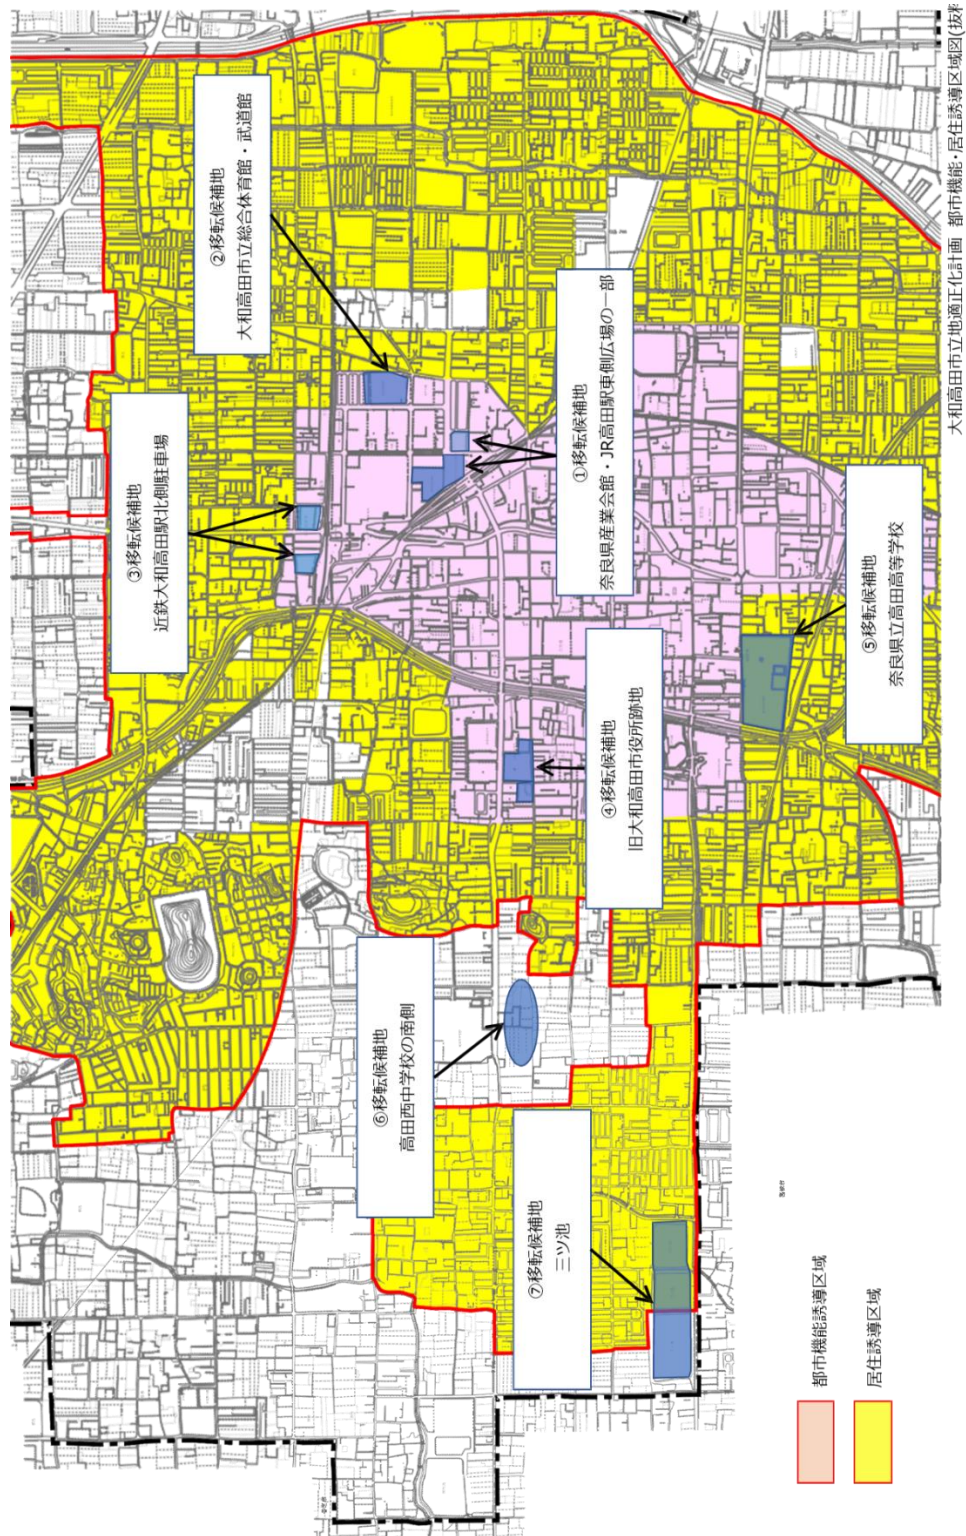 ②移転候補地
大和高田市立総合体育館・武道館
①移転候補地
奈良県産業会館・JR高田駅東側広場の一部
③移転候補地
近鉄大和高田駅北側駐車場
④移転候補地
旧大和高田市役所跡地
⑤移転候補地
奈良県立高田高等学校
⑥移転候補地
高田西中学校の南側
⑦移転候補地
三ツ池
都市機能誘導区域
居住誘導区域
大和高田市立地適正化計画 都市機能・居住誘導区域図(抜粋